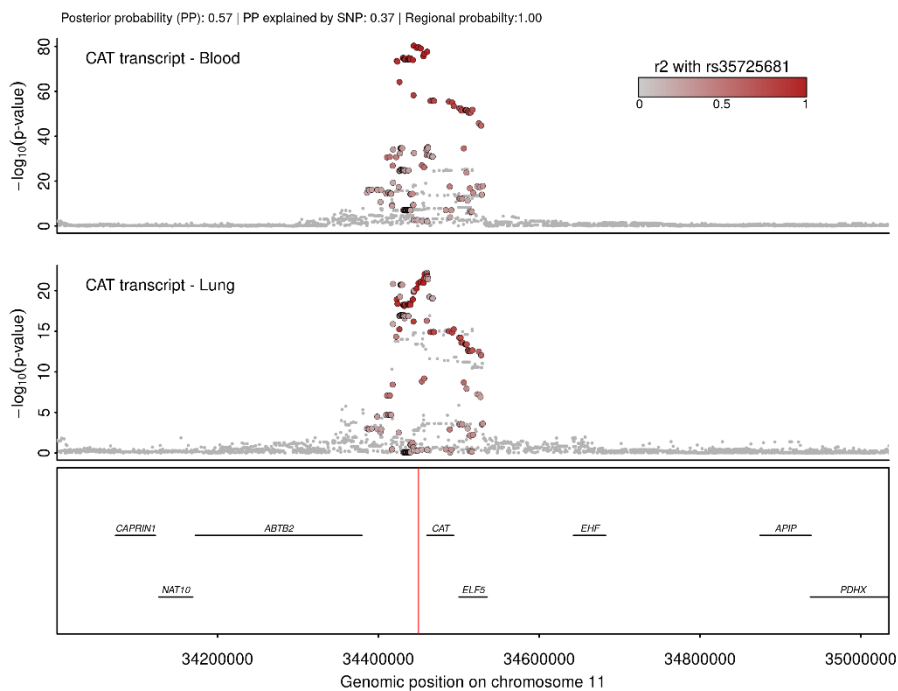 Posterior probability (PP): 0.57 | PP explained by SNP: 0.37 | Regional probabilty:1.00
CAT transcript - Blood
r2 with rs35725681
0 0.5 1
−log10(p-value)
0 20 40 60 80
CAT transcript - Lung
−log10(p-value)
0 5 10 15 20
CAPRIN1 ABTB2 CAT EHF APIP
NAT10 ELF5 PDHX
34200000 34400000 34600000 34800000 35000000
Genomic position on chromosome 11